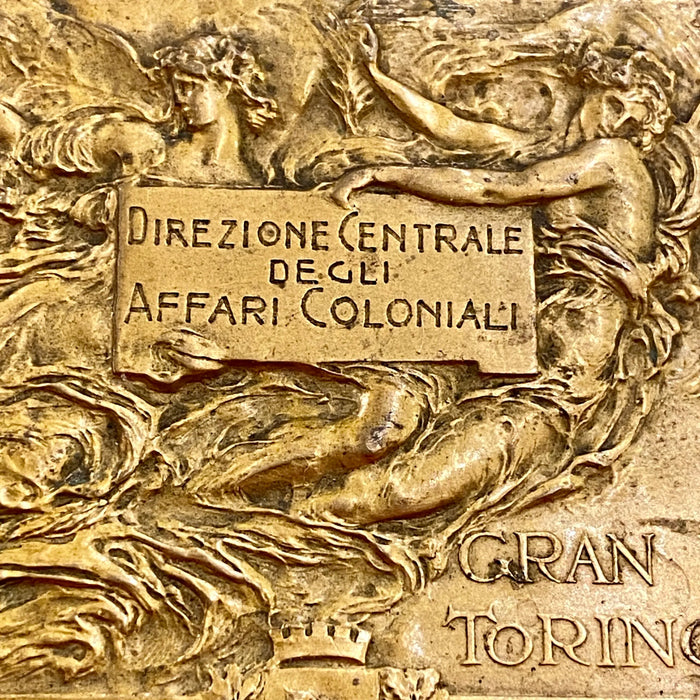 DIREZIONE CENTRALE
DEGLI
AFFARI COLONIALI
GRAN
TORINO